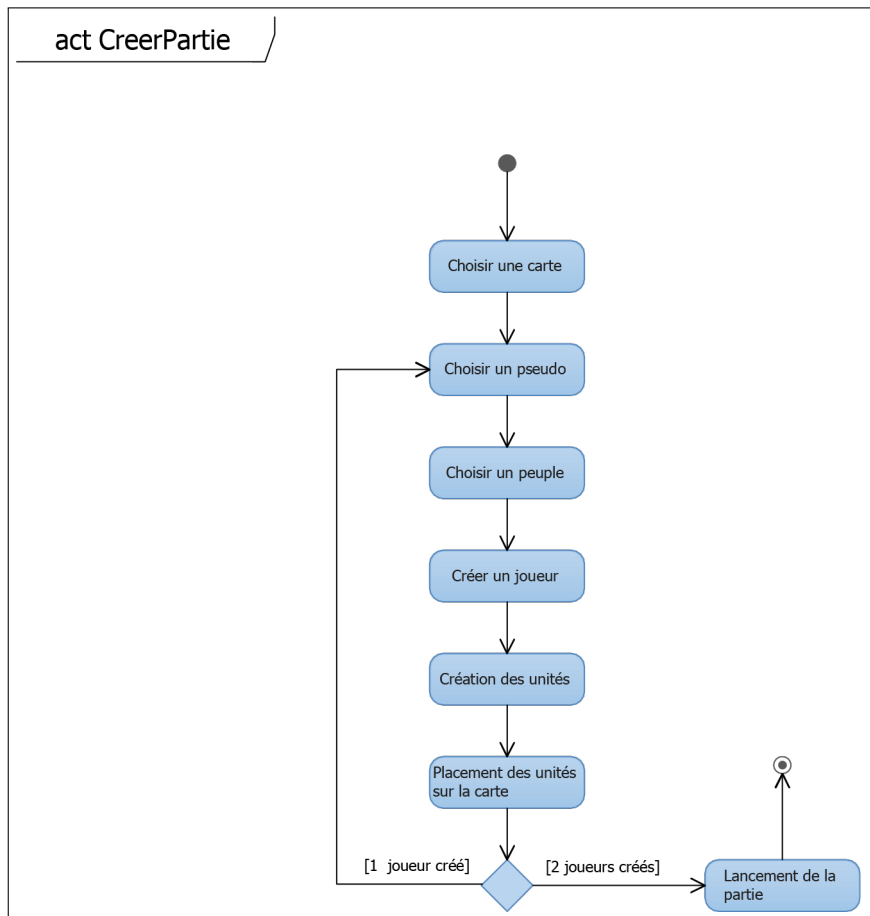 act CreerPartie
Choisir une carte
Choisir un pseudo
Choisir un peuple
Créer un joueur
Création des unités
Placement des unités
sur la carte
[1 joueur créé]
[2 joueurs créés]
Lancement de la
partie